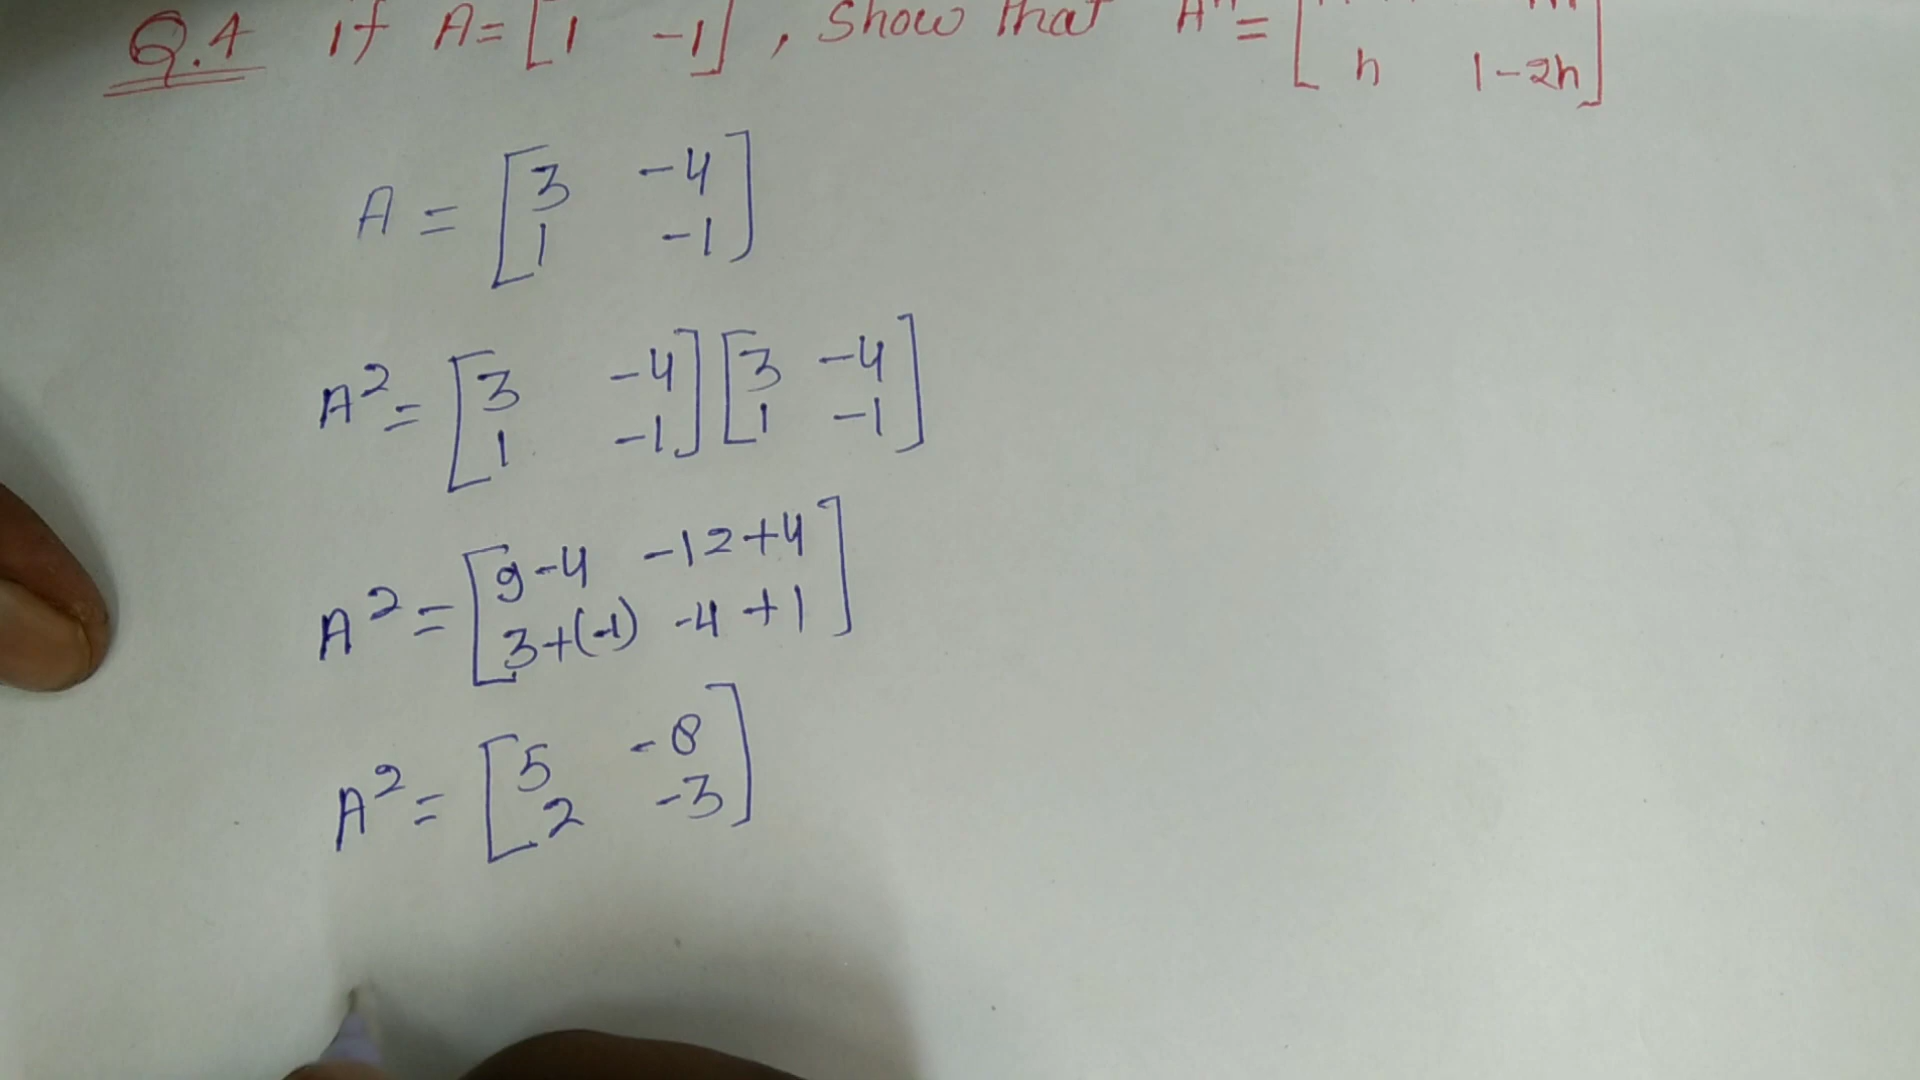 Q.4 if A= [1 -1], Show that Aⁿ= [
n 1-2n]
A = [3 -4
1 -1]
A²= [3 -4
1 -1] [3 -4
1 -1]
A²= [9-4 -12+4
3+(-1) -4+1]
A²= [5 -8
2 -3]